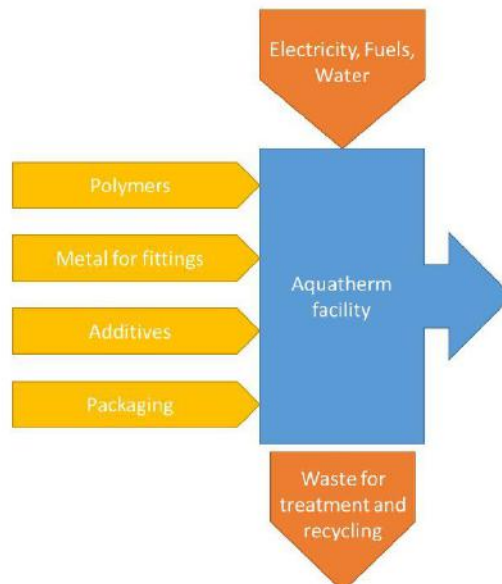 Electricity, Fuels,
Water
Polymers
Metal for fittings
Aquatherm
facility
Additives
Packaging
Waste for
treatment and
recycling